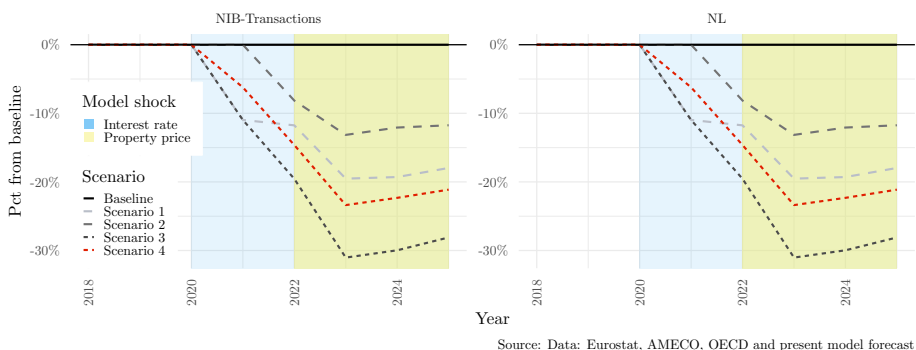 NIB-Transactions
NL
Pct from baseline
0%
-10%
-20%
-30%
Model shock
Interest rate
Property price
Scenario
Baseline
Scenario 1
Scenario 2
Scenario 3
Scenario 4
2018
2020
2022
2024
2018
2020
2022
2024
0%
-10%
-20%
-30%
Year
Source: Data: Eurostat, AMECO, OECD and present model forecast